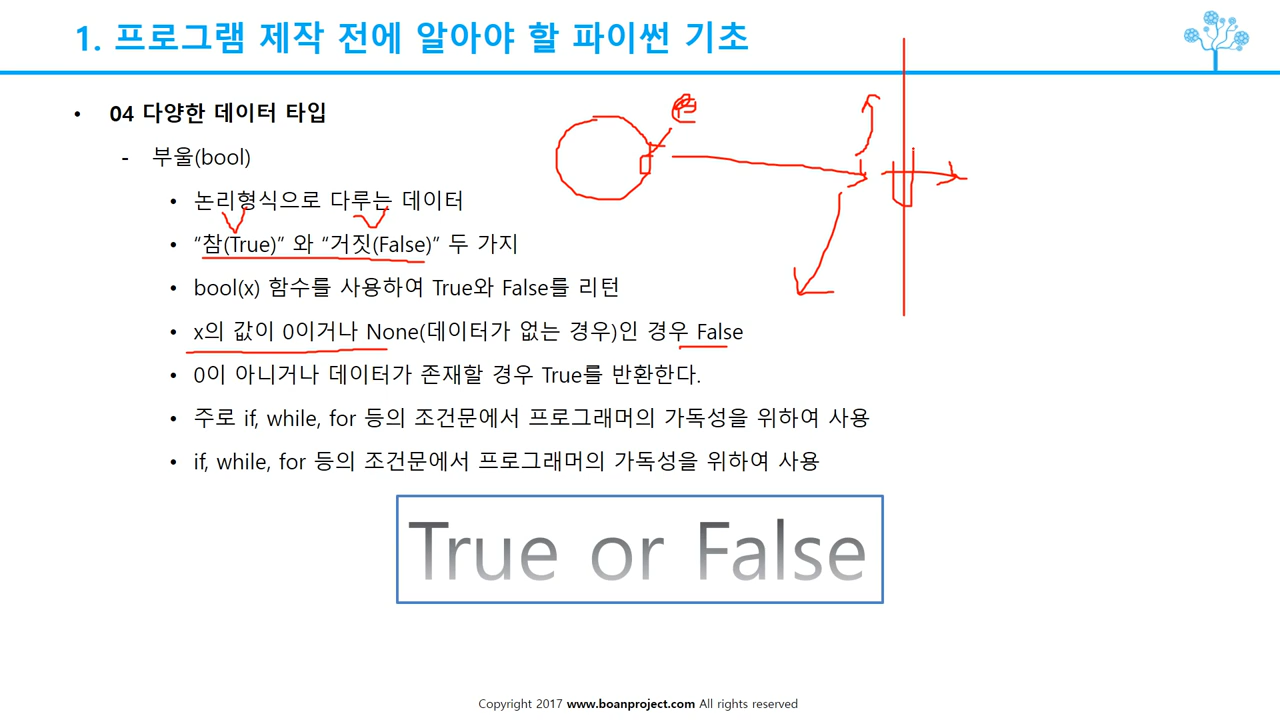 1. 프로그램 제작 전에 알아야 할 파이썬 기초
• 04 다양한 데이터 타입
- 부울(bool)
• 논리형식으로 다루는 데이터
• “참(True)” 와 “거짓(False)” 두 가지
• bool(x) 함수를 사용하여 True와 False를 리턴
• x의 값이 0이거나 None(데이터가 없는 경우)인 경우 False
• 0이 아니거나 데이터가 존재할 경우 True를 반환한다.
• 주로 if, while, for 등의 조건문에서 프로그래머의 가독성을 위하여 사용
• if, while, for 등의 조건문에서 프로그래머의 가독성을 위하여 사용
True or False
Copyright 2017 www.boanproject.com All rights reserved